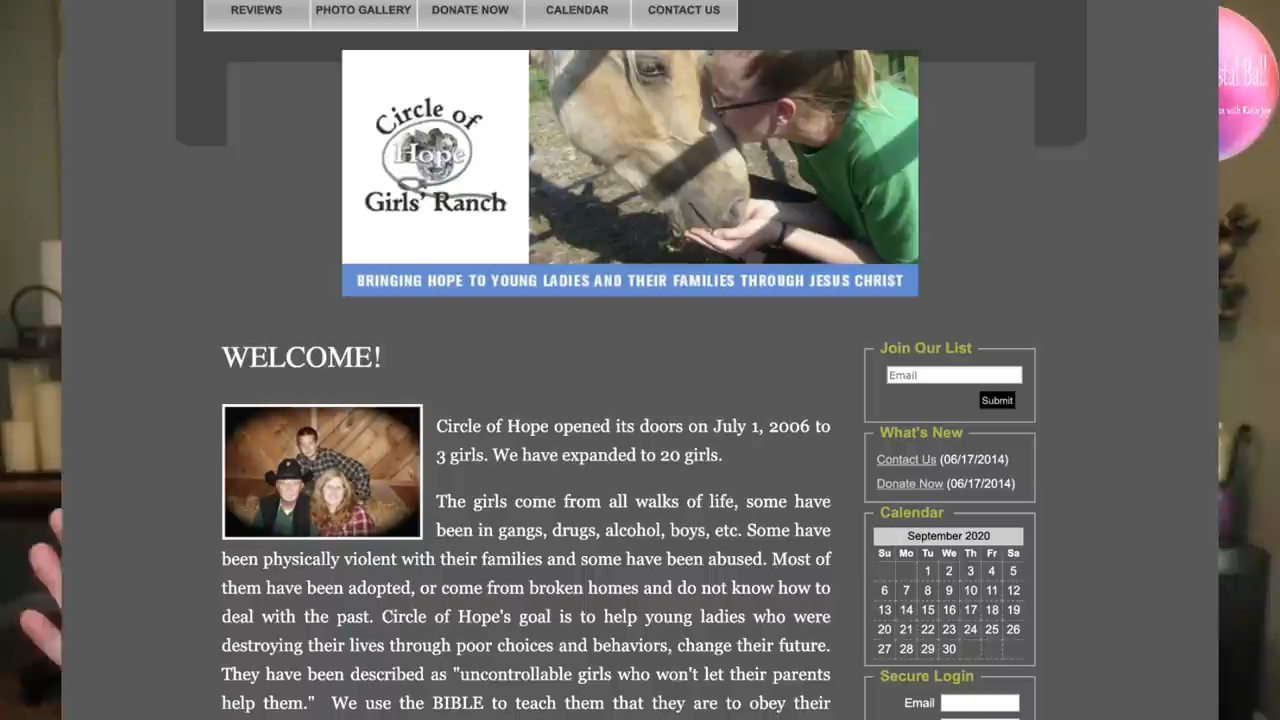 REVIEWS PHOTO GALLERY DONATE NOW CALENDAR CONTACT US
Circle of
Hope
Girls' Ranch
BRINGING HOPE TO YOUNG LADIES AND THEIR FAMILIES THROUGH JESUS CHRIST
WELCOME!
Circle of Hope opened its doors on July 1, 2006 to
3 girls. We have expanded to 20 girls.
The girls come from all walks of life, some have
been in gangs, drugs, alcohol, boys, etc. Some have
been physically violent with their families and some have been abused. Most of
them have been adopted, or come from broken homes and do not know how to
deal with the past. Circle of Hope's goal is to help young ladies who were
destroying their lives through poor choices and behaviors, change their future.
They have been described as "uncontrollable girls who won't let their parents
help them." We use the BIBLE to teach them that they are to obey their
Join Our List
Email
Submit
What's New
Contact Us (06/17/2014)
Donate Now (06/17/2014)
Calendar
September 2020
Su Mo Tu We Th Fr Sa
1 2 3 4 5
6 7 8 9 10 11 12
13 14 15 16 17 18 19
20 21 22 23 24 25 26
27 28 29 30
Secure Login
Email
stal Ball
with Katie Joy